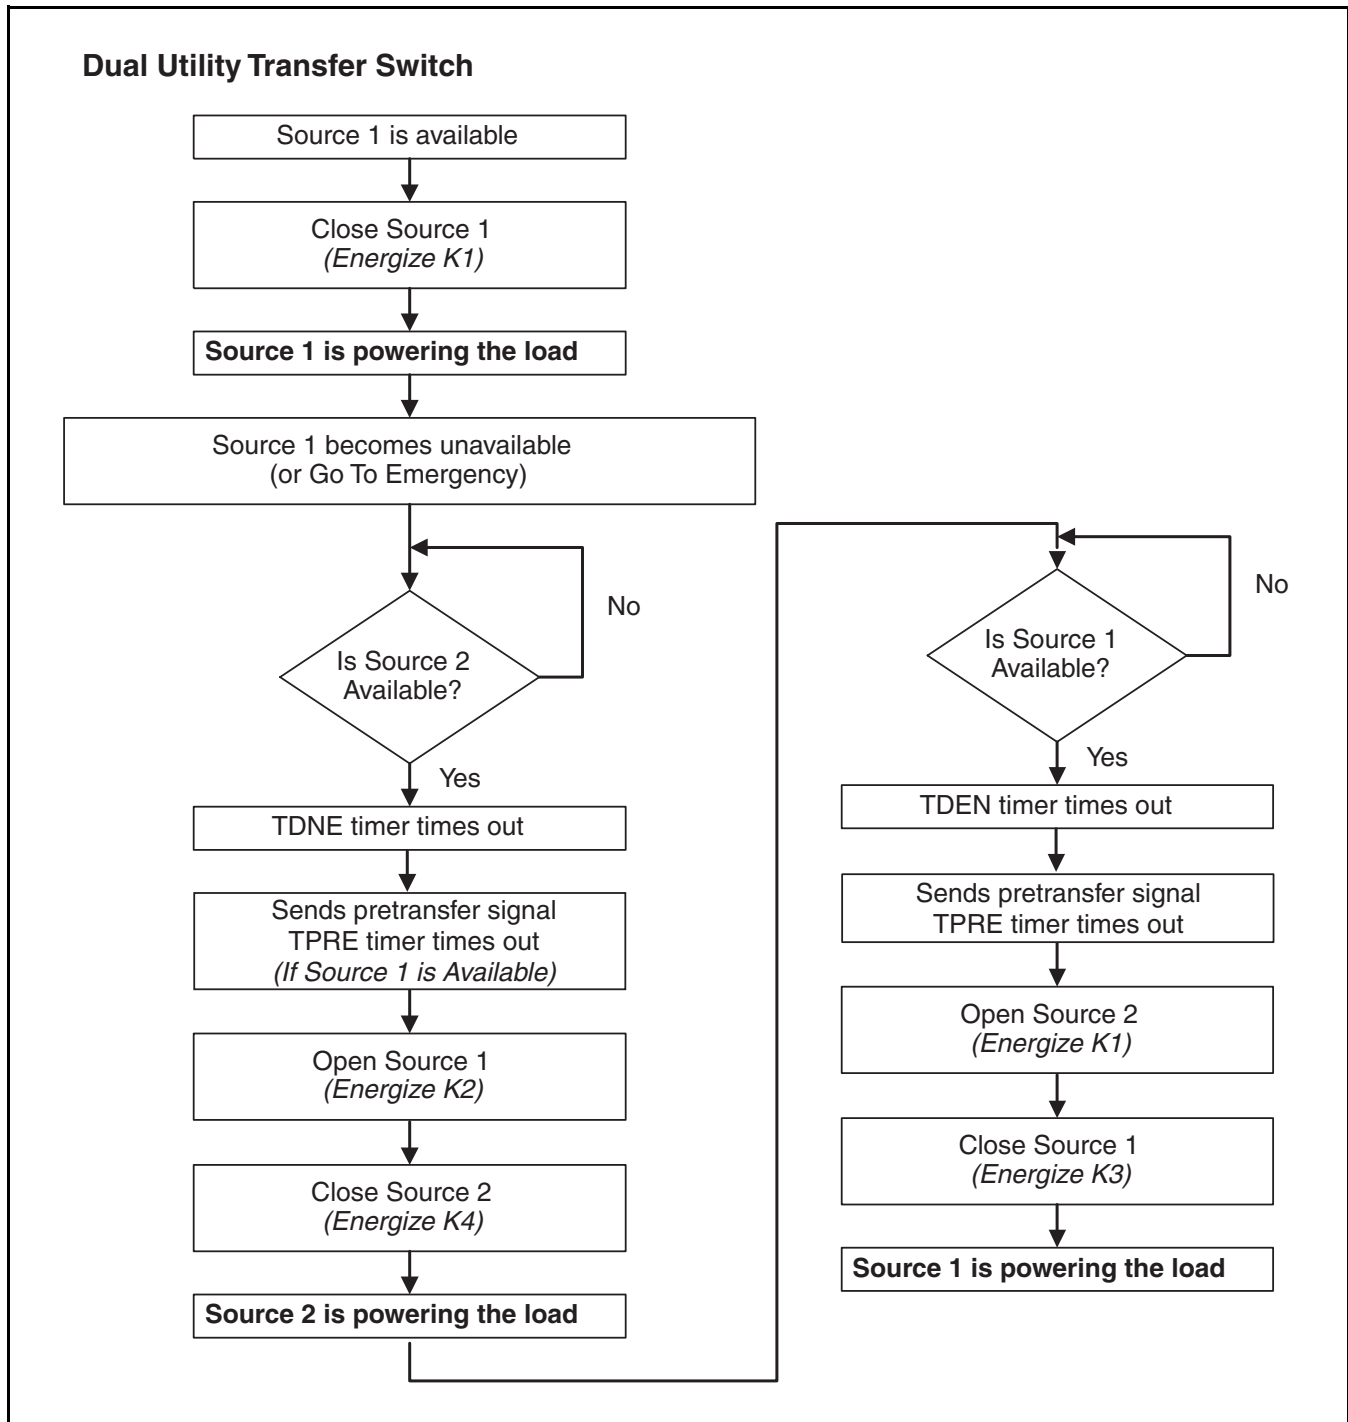 Dual Utility Transfer Switch
Source 1 is available
Close Source 1
(Energize K1)
Source 1 is powering the load
Source 1 becomes unavailable
(or Go To Emergency)
No
Is Source 2
Available?
Yes
TDNE timer times out
Sends pretransfer signal
TPRE timer times out
(If Source 1 is Available)
Open Source 1
(Energize K2)
Close Source 2
(Energize K4)
Source 2 is powering the load
No
Is Source 1
Available?
Yes
TDEN timer times out
Sends pretransfer signal
TPRE timer times out
Open Source 2
(Energize K1)
Close Source 1
(Energize K3)
Source 1 is powering the load